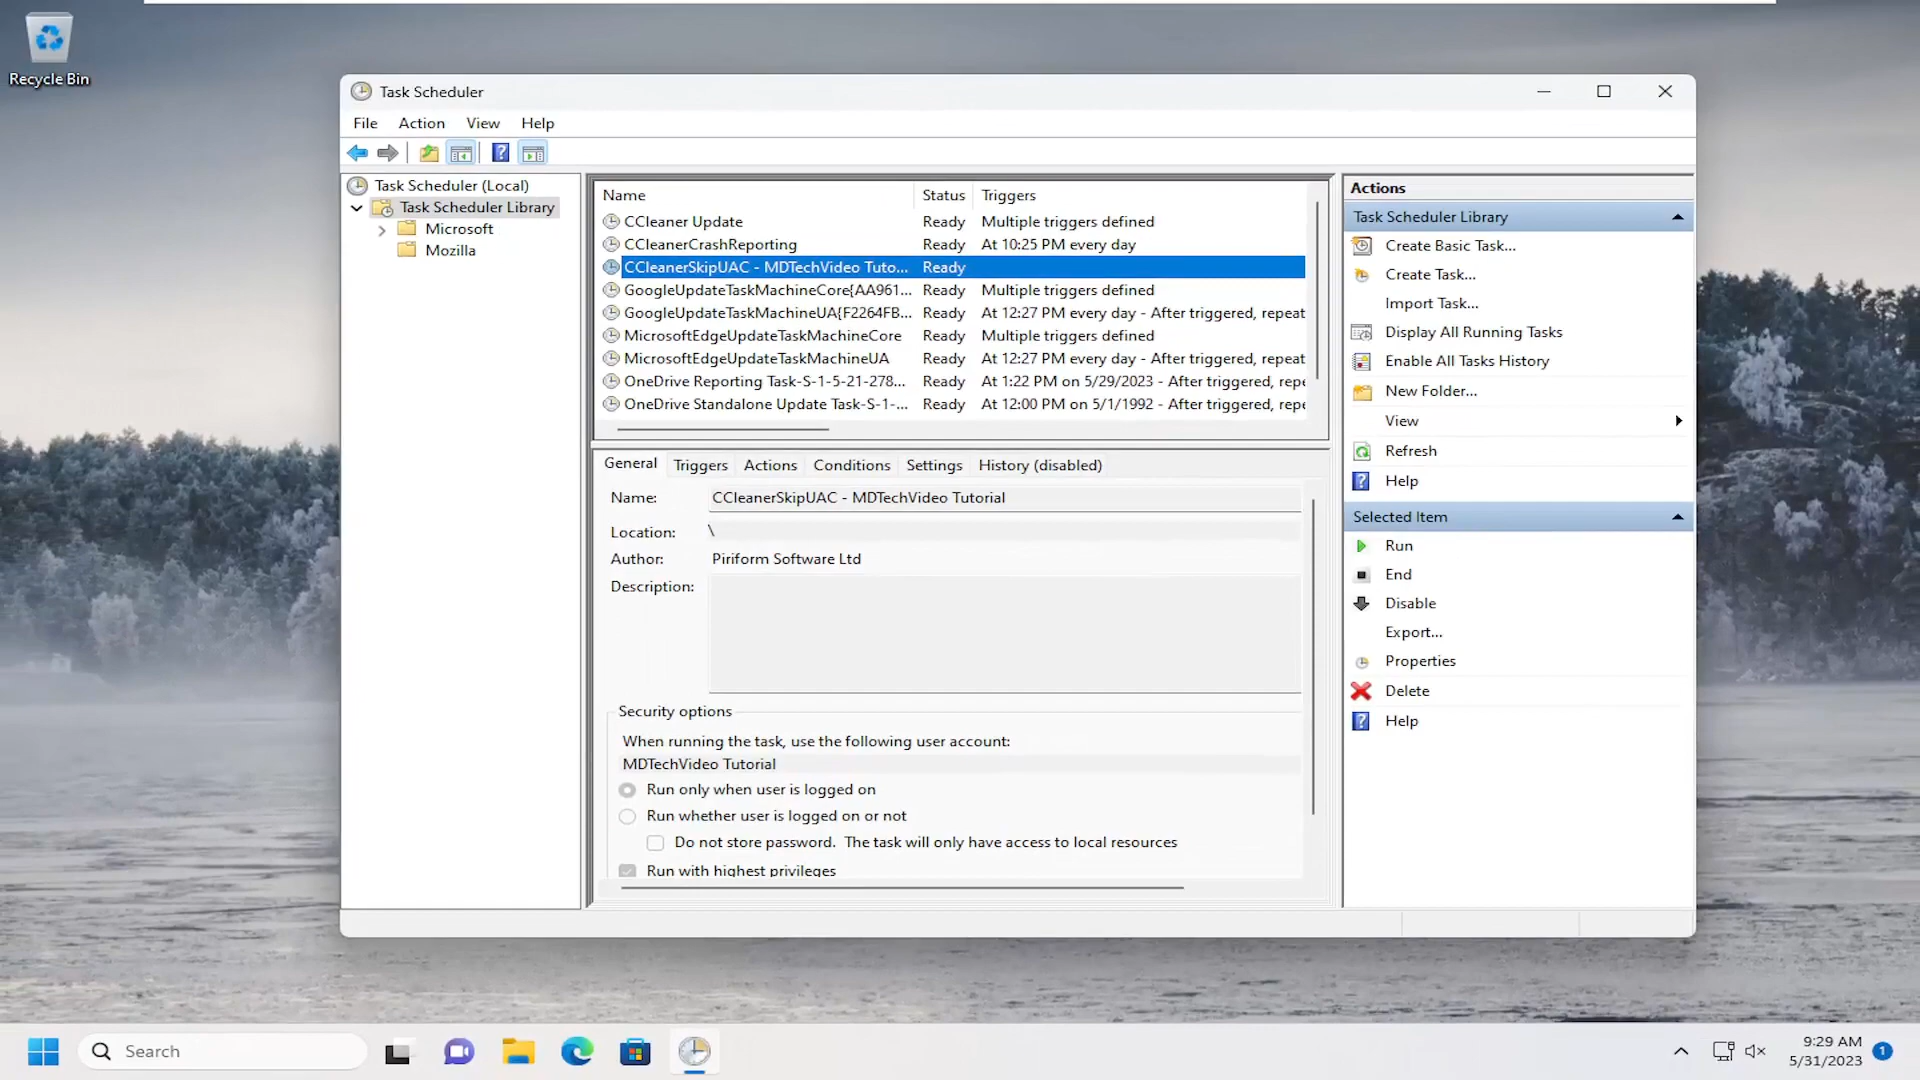 Recycle Bin
Task Scheduler
File Action View Help
Task Scheduler (Local)
Task Scheduler Library
Microsoft
Mozilla
Name Status Triggers
CCleaner Update Ready Multiple triggers defined
CCleanerCrashReporting Ready At 10:25 PM every day
CCleanerSkipUAC - MDTechVideo Tuto... Ready
GoogleUpdateTaskMachineCore{AA961... Ready Multiple triggers defined
GoogleUpdateTaskMachineUA{F2264FB... Ready At 12:27 PM every day - After triggered, repeat
MicrosoftEdgeUpdateTaskMachineCore Ready Multiple triggers defined
MicrosoftEdgeUpdateTaskMachineUA Ready At 12:27 PM every day - After triggered, repeat
OneDrive Reporting Task-S-1-5-21-278... Ready At 1:22 PM on 5/29/2023 - After triggered, repe
OneDrive Standalone Update Task-S-1-... Ready At 12:00 PM on 5/1/1992 - After triggered, repe
General Triggers Actions Conditions Settings History (disabled)
Name: CCleanerSkipUAC - MDTechVideo Tutorial
Location: \
Author: Piriform Software Ltd
Description:
Security options
When running the task, use the following user account:
MDTechVideo Tutorial
Run only when user is logged on
Run whether user is logged on or not
Do not store password. The task will only have access to local resources
Run with highest privileges
Actions
Task Scheduler Library
Create Basic Task...
Create Task...
Import Task...
Display All Running Tasks
Enable All Tasks History
New Folder...
View
Refresh
Help
Selected Item
Run
End
Disable
Export...
Properties
Delete
Help
Search
9:29 AM
5/31/2023
1